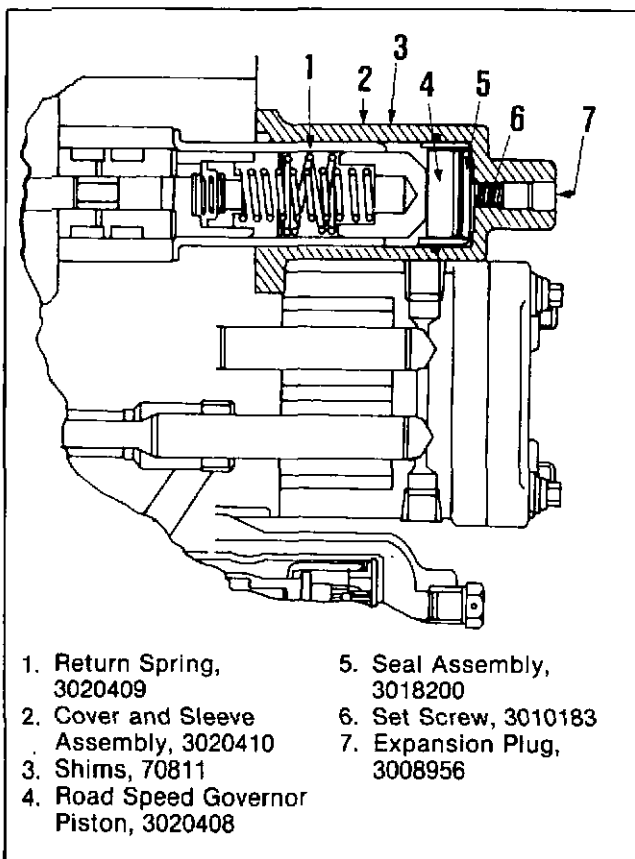 1 2 3 4 5 6 7
1. Return Spring,
3020409
2. Cover and Sleeve
Assembly, 3020410
3. Shims, 70811
4. Road Speed Governor
Piston, 3020408
5. Seal Assembly,
3018200
6. Set Screw, 3010183
7. Expansion Plug,
3008956